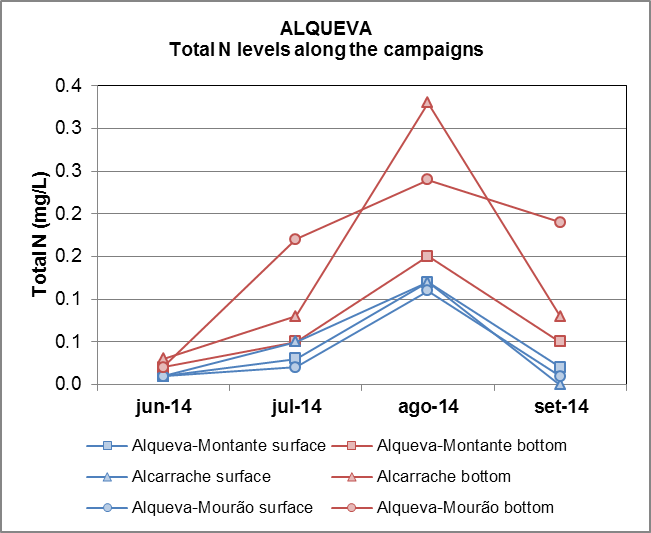 ALQUEVA
Total N levels along the campaigns
Total N (mg/L)
0.4
0.3
0.3
0.2
0.2
0.1
0.1
0.0
jun-14 jul-14 ago-14 set-14
Alqueva-Montante surface Alqueva-Montante bottom
Alcarrache surface Alcarrache bottom
Alqueva-Mourão surface Alqueva-Mourão bottom